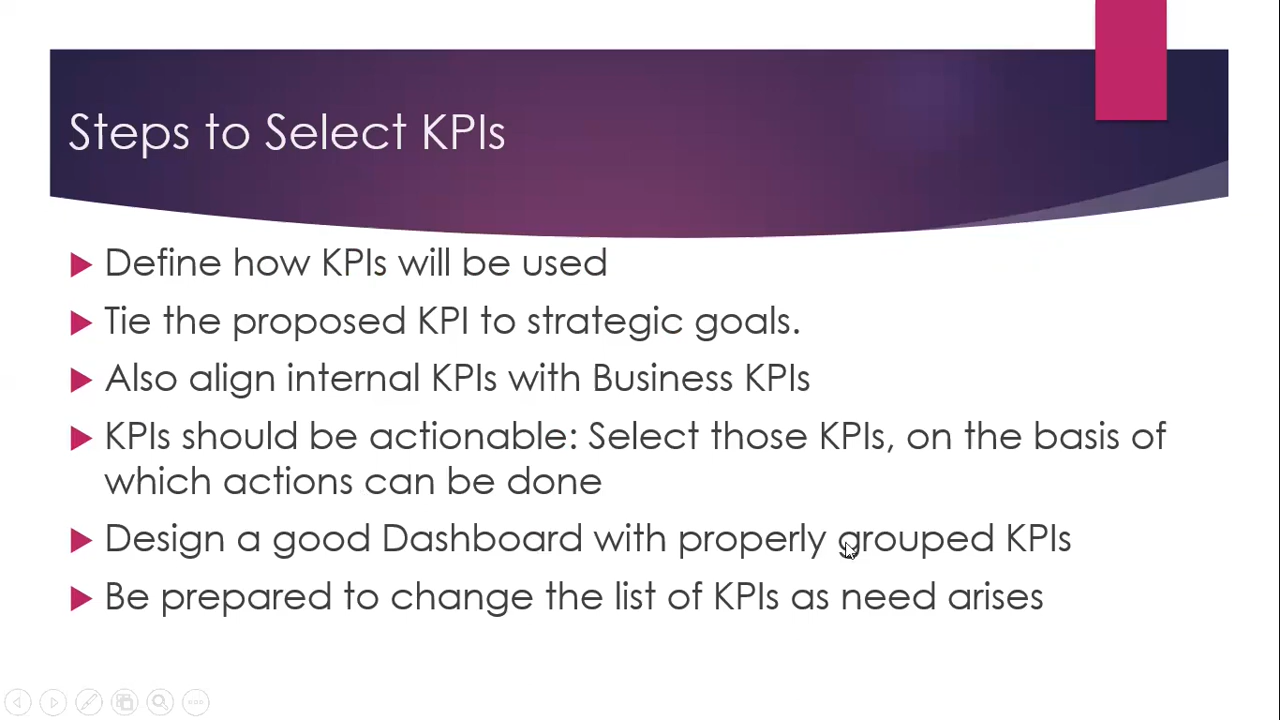 Steps to Select KPIs
Define how KPIs will be used
Tie the proposed KPI to strategic goals.
Also align internal KPIs with Business KPIs
KPIs should be actionable: Select those KPIs, on the basis of
which actions can be done
Design a good Dashboard with properly grouped KPIs
Be prepared to change the list of KPIs as need arises